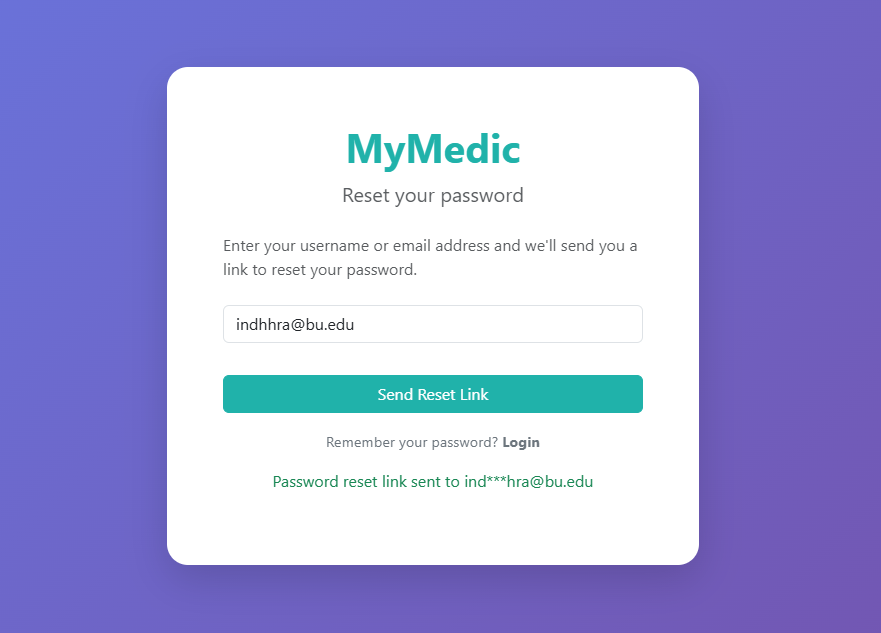 MyMedic
Reset your password
Enter your username or email address and we'll send you a
link to reset your password.
indhhra@bu.edu
Send Reset Link
Remember your password? Login
Password reset link sent to ind***hra@bu.edu